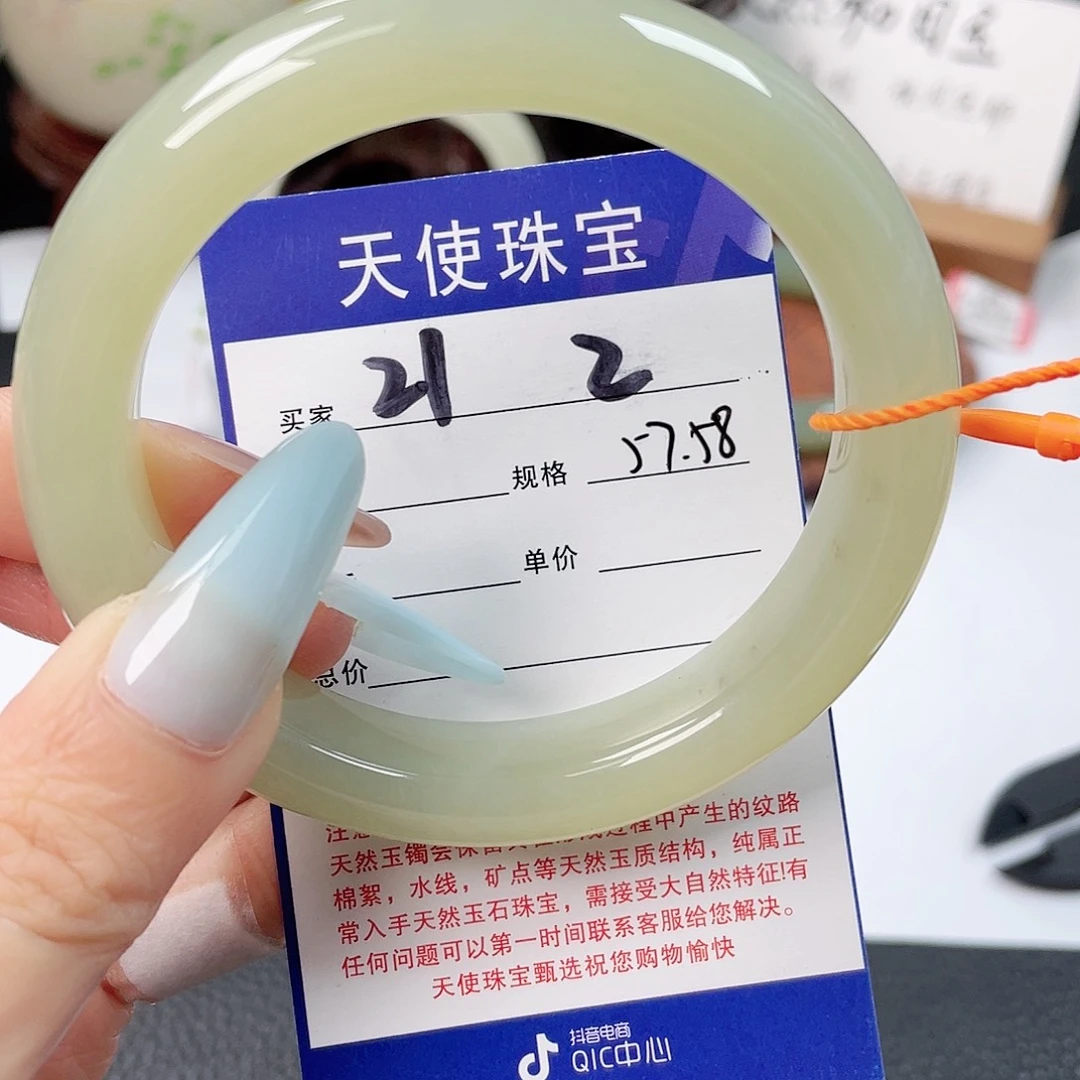 天使珠宝
买家 21 2
规格 57.58
单价
总价
过程中产生的纹路
天然玉镯会保留
棉絮，水线，矿点等天然玉质结构，纯属正
常入手天然玉石珠宝，需接受大自然特征!有
任何问题可以第一时间联系客服给您解决。
天使珠宝甄选祝您购物愉快
抖音电商
QIC中心